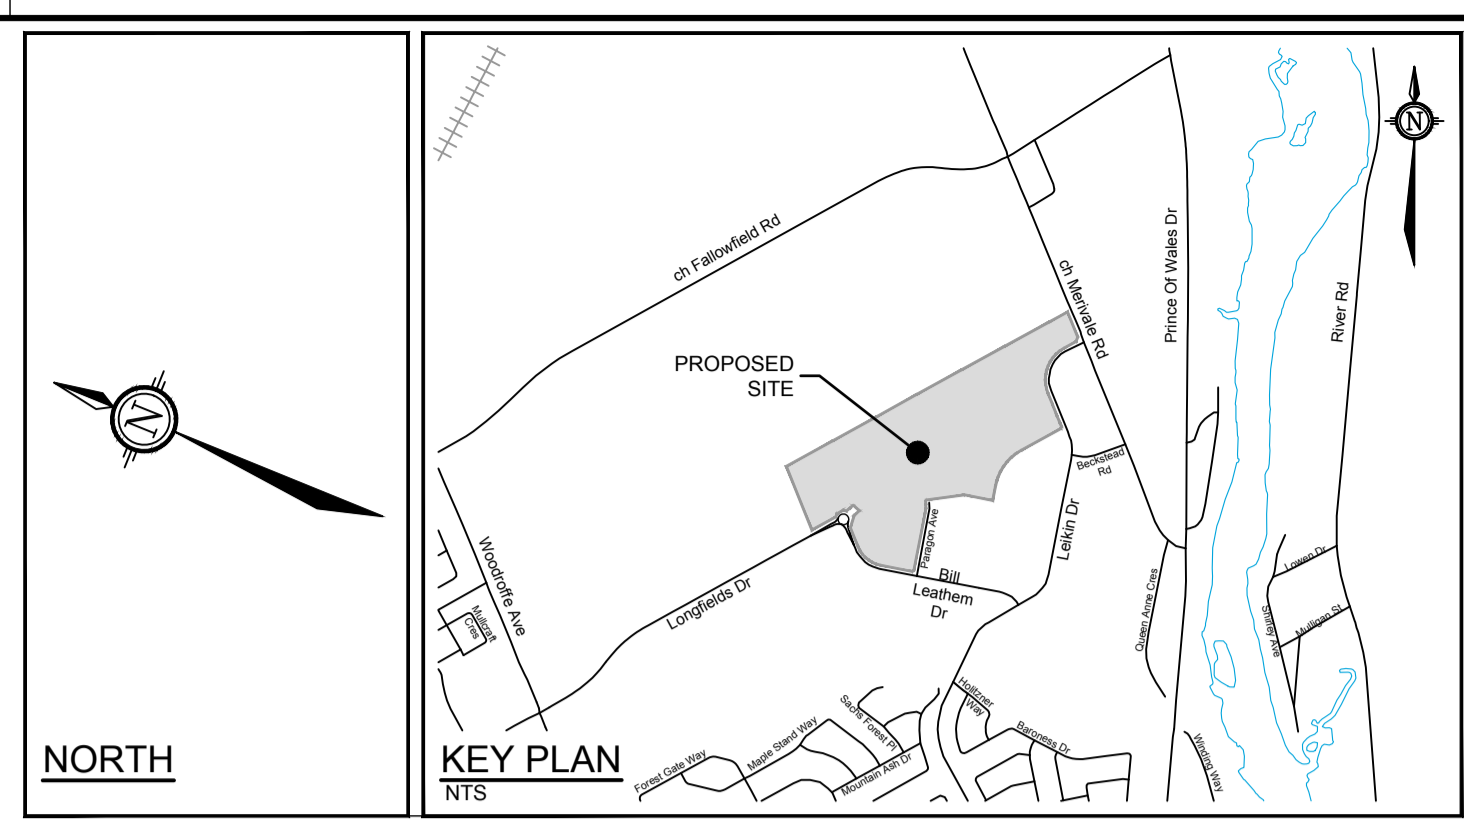 N
NORTH
ch Fallowfield Rd
ch Merivale Rd
Prince Of Wales Dr
River Rd
N
PROPOSED
SITE
Beckstead
Rd
Leikin Dr
Paragon Ave
Bill
Leathem
Dr
Longfields Dr
Woodroffe Ave
Mullcraft
Cres
Queen Anne Cres
Lowen Dr
Shirley Ave
Mulligan St
Holitzner
Way
Sachs Forest Pl
Baroness Dr
Maple Stand Way
Mountain Ash Dr
Forest Gate Way
Winding Way
KEY PLAN
NTS